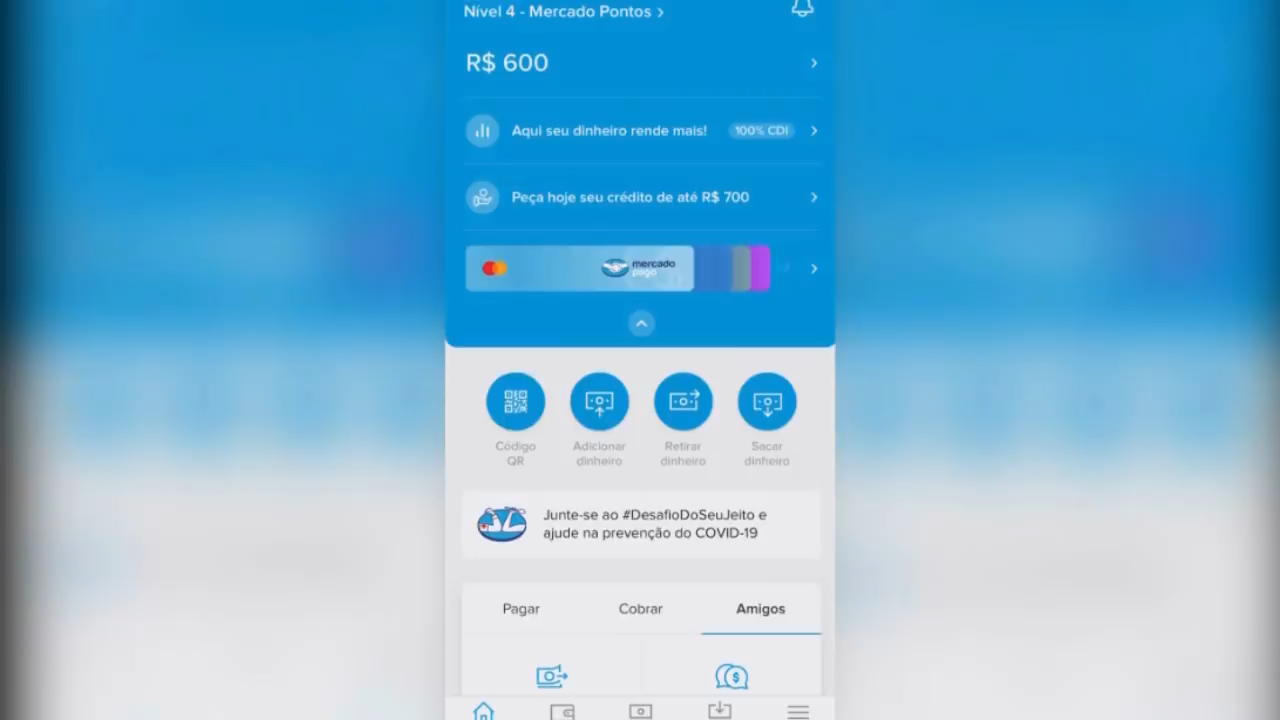 Nível 4 - Mercado Pontos
R$ 600
Aqui seu dinheiro rende mais! 100% CDI
Peça hoje seu crédito de até R$ 700
mercado
pago
Código
QR
Adicionar
dinheiro
Retirar
dinheiro
Sacar
dinheiro
Junte-se ao #DesafioDoSeuJeito e
ajude na prevenção do COVID-19
Pagar Cobrar Amigos